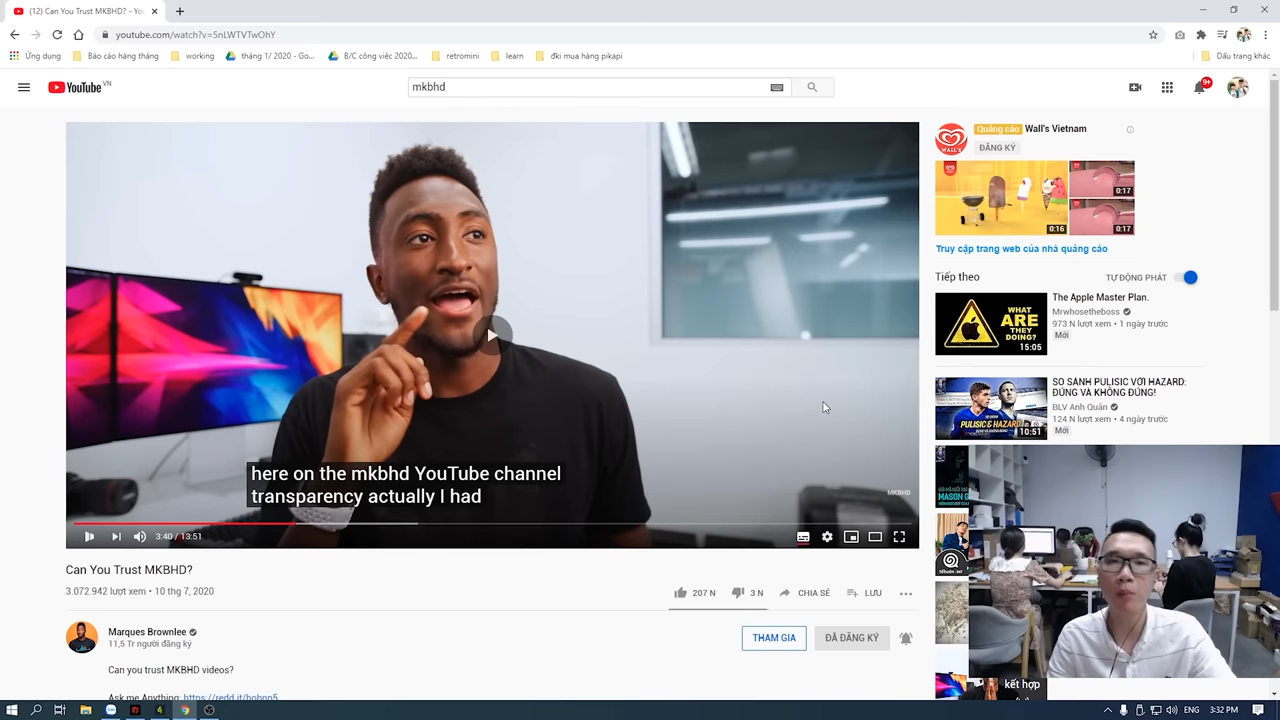 (12) Can You Trust MKBHD? - You
youtube.com/watch?v=5nLWTVTwOhY
Ứng dụng
Báo cáo hàng tháng
working
tháng 1/ 2020 - Go...
B/C công việc 2020...
retromini
learn
đki mua hàng pikapi
Dấu trang khác
YouTube VN
mkbhd
9+
Quảng cáo Wall's Vietnam
ĐĂNG KÝ
WALL'S
0:17
0:16
0:17
Truy cập trang web của nhà quảng cáo
Tiếp theo
TỰ ĐỘNG PHÁT
WHAT
ARE
THEY
DOING?
15:05
The Apple Master Plan.
Mrwhosetheboss
973 N lượt xem • 1 ngày trước
Mới
PULISIC & HAZARD
10:51
SO SÁNH PULISIC VỚI HAZARD:
ĐÚNG VÀ KHÔNG ĐÚNG!
BLV Anh Quân
124 N lượt xem • 4 ngày trước
Mới
MASON G
kết hợp
here on the mkbhd YouTube channel
transparency actually I had
MKBHD
3:40 / 13:51
Can You Trust MKBHD?
3.072.942 lượt xem • 10 thg 7, 2020
207 N
3 N
CHIA SẺ
LƯU
Marques Brownlee
11,5 Tr người đăng ký
THAM GIA
ĐÃ ĐĂNG KÝ
Can you trust MKBHD videos?
Ask me Anything: https://redd.it/hohnp5
ENG
3:32 PM